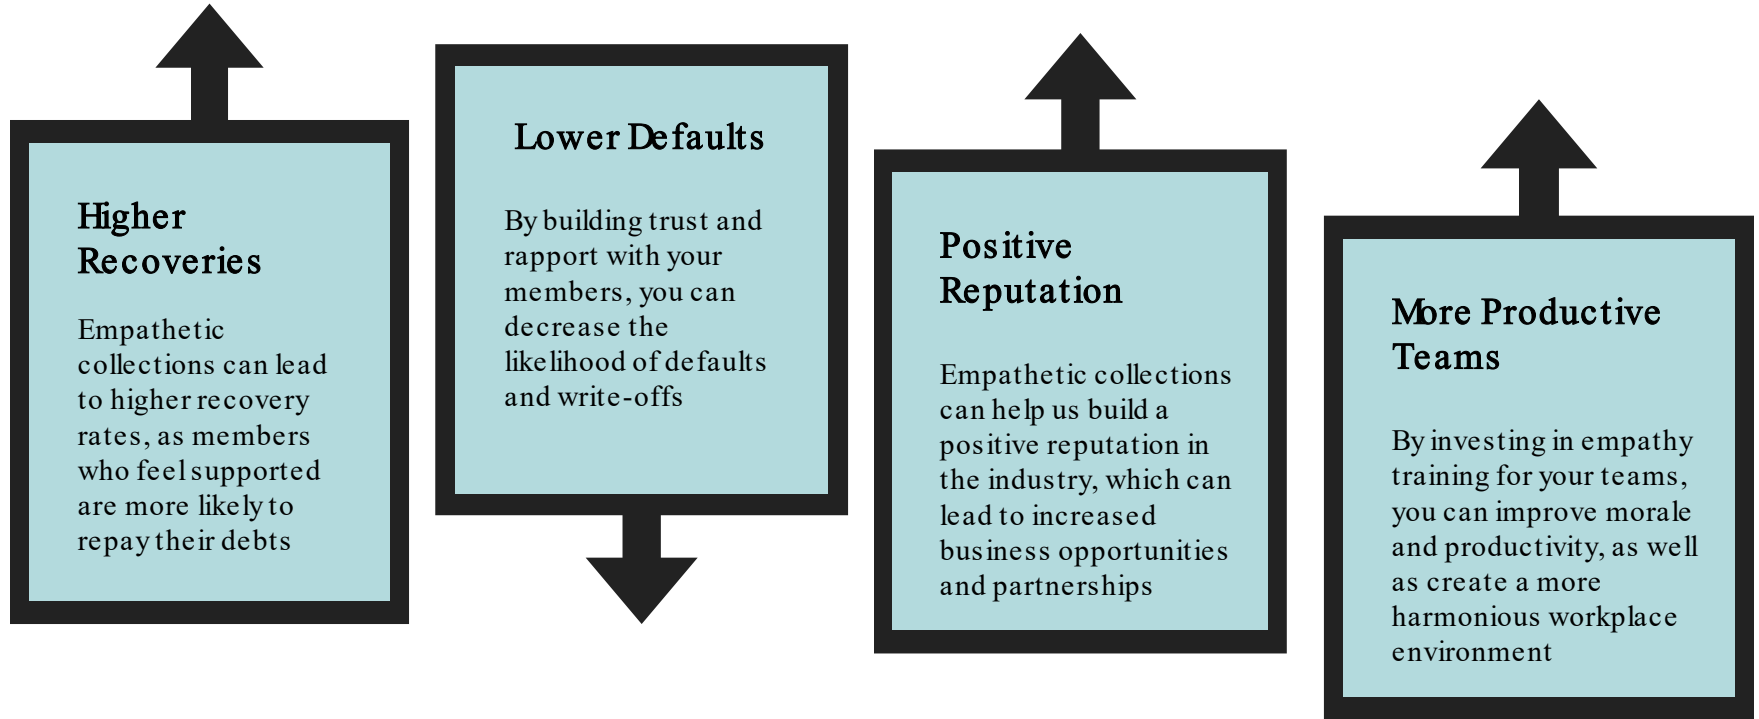 Higher
Recoveries
Empathetic
collections can lead
to higher recovery
rates, as members
who feel supported
are more likely to
repay their debts
Lower Defaults
By building trust and
rapport with your
members, you can
decrease the
likelihood of defaults
and write-offs
Positive
Reputation
Empathetic collections
can help us build a
positive reputation in
the industry, which can
lead to increased
business opportunities
and partnerships
More Productive
Teams
By investing in empathy
training for your teams,
you can improve morale
and productivity, as well
as create a more
harmonious workplace
environment